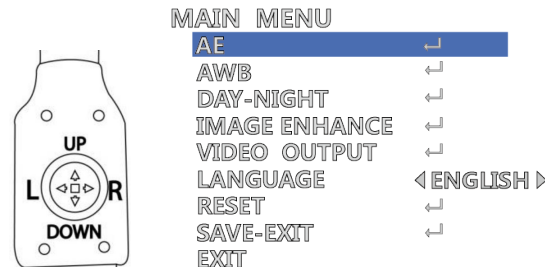 MAIN MENU
AE
AWB
DAY-NIGHT
IMAGE ENHANCE
VIDEO OUTPUT
LANGUAGE ENGLISH
RESET
SAVE-EXIT
EXIT
UP
L R
DOWN